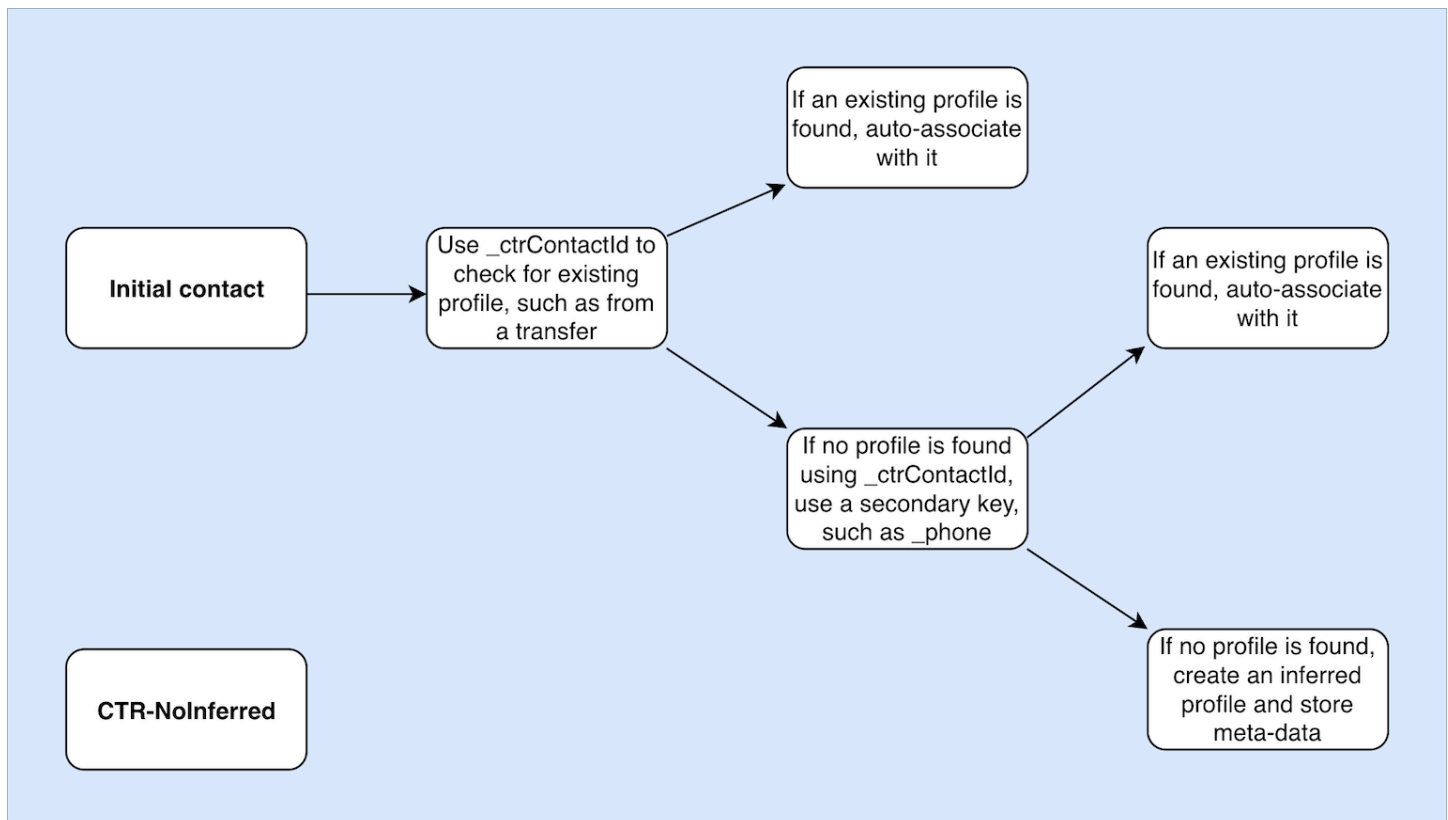 If an existing profile is
found, auto-associate
with it
Initial contact
Use _ctrContactId to
check for existing
profile, such as from
a transfer
If an existing profile is
found, auto-associate
with it
If no profile is found
using _ctrContactId,
use a secondary key,
such as _phone
CTR-NoInferred
If no profile is found,
create an inferred
profile and store
meta-data